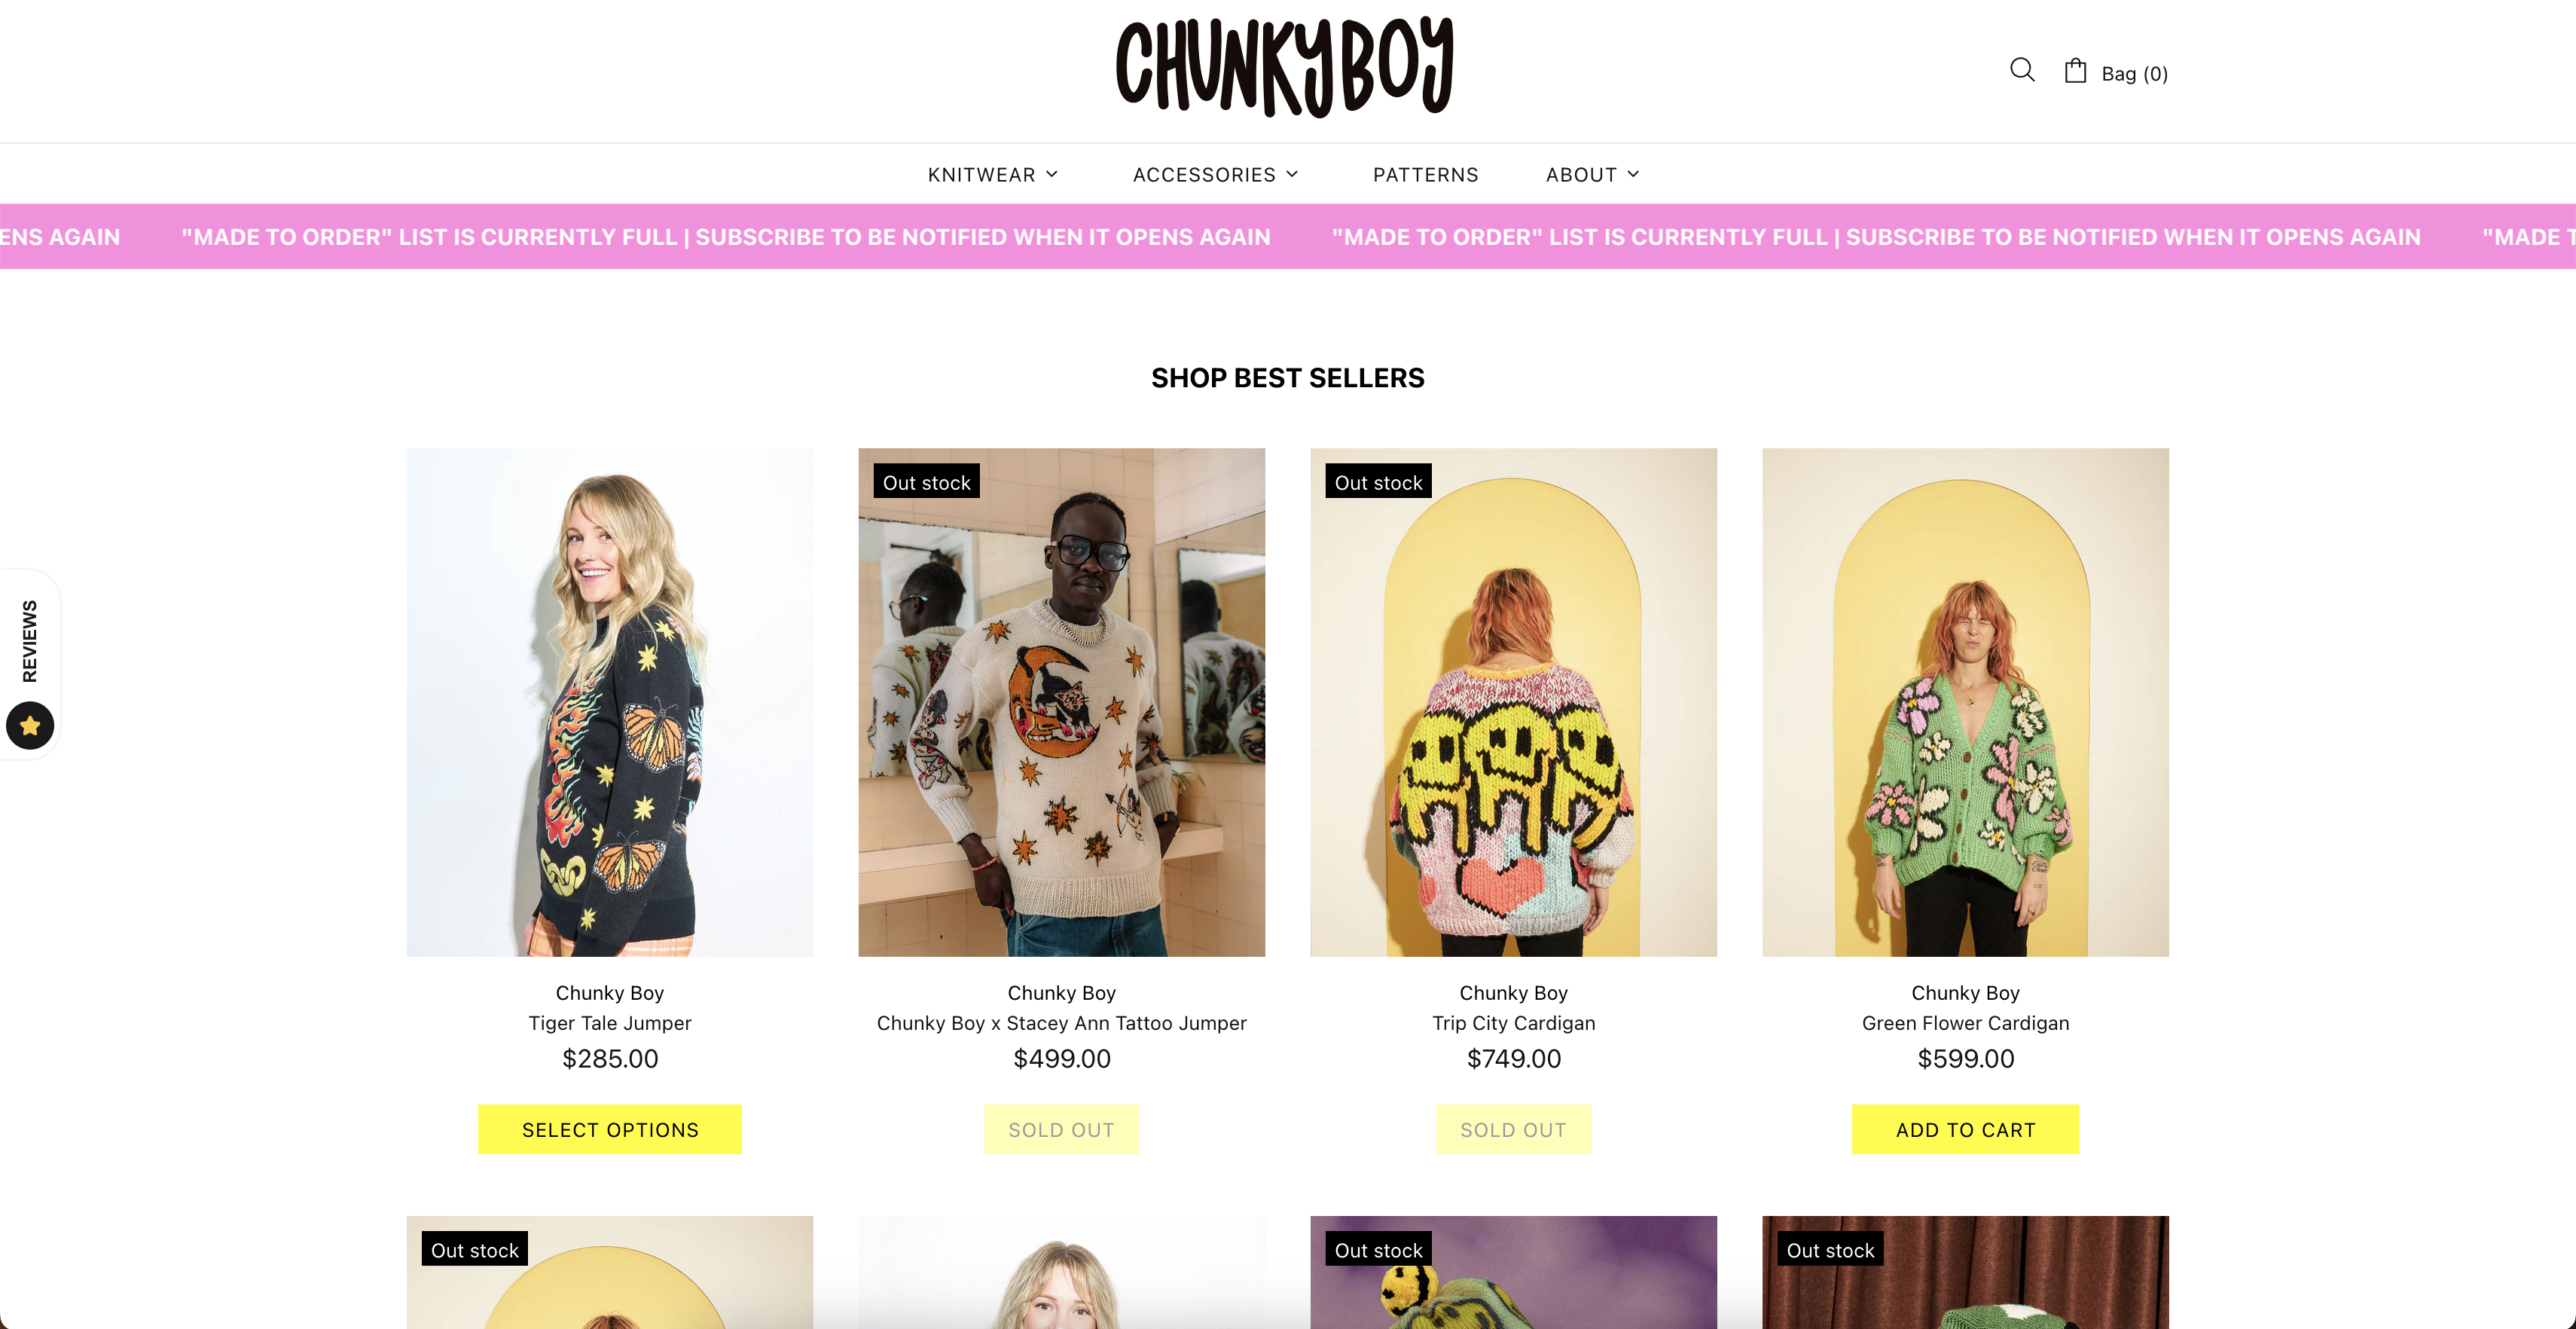 CHUNKYBOY
Bag (0)
KNITWEAR
ACCESSORIES
PATTERNS
ABOUT
ENS AGAIN
"MADE TO ORDER" LIST IS CURRENTLY FULL | SUBSCRIBE TO BE NOTIFIED WHEN IT OPENS AGAIN
"MADE TO ORDER" LIST IS CURRENTLY FULL | SUBSCRIBE TO BE NOTIFIED WHEN IT OPENS AGAIN
"MADE T
SHOP BEST SELLERS
REVIEWS
Out stock
Out stock
Chunky Boy
Tiger Tale Jumper
$285.00
SELECT OPTIONS
Chunky Boy
Chunky Boy x Stacey Ann Tattoo Jumper
$499.00
SOLD OUT
Chunky Boy
Trip City Cardigan
$749.00
SOLD OUT
Chunky Boy
Green Flower Cardigan
$599.00
ADD TO CART
Out stock
Out stock
Out stock